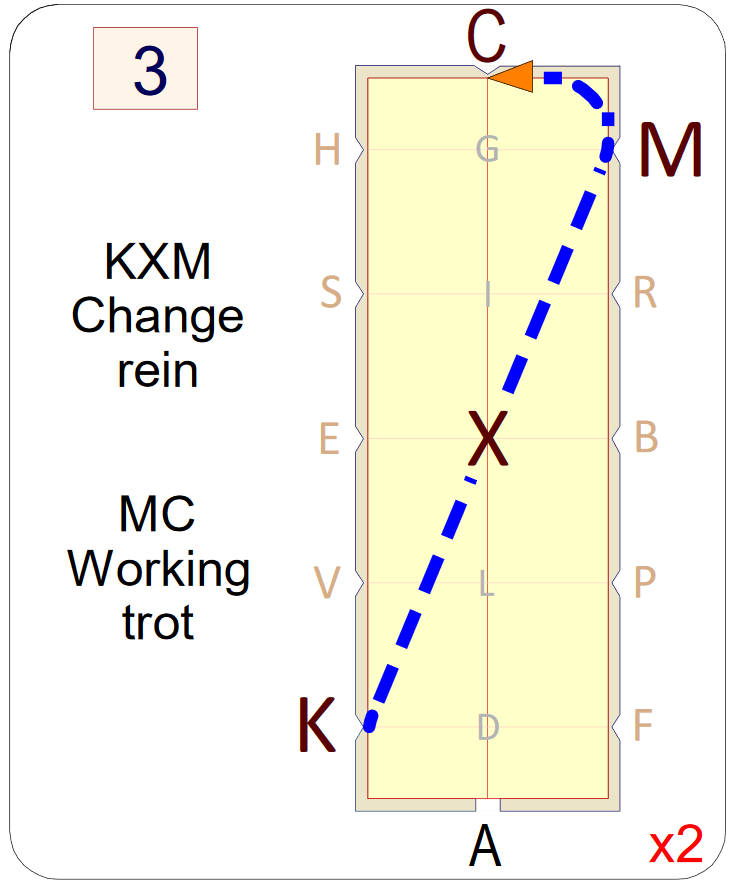 3
C
H G M
KXM
Change
rein
S I R
E X B
MC
Working
trot
V L P
K D F
A
x2